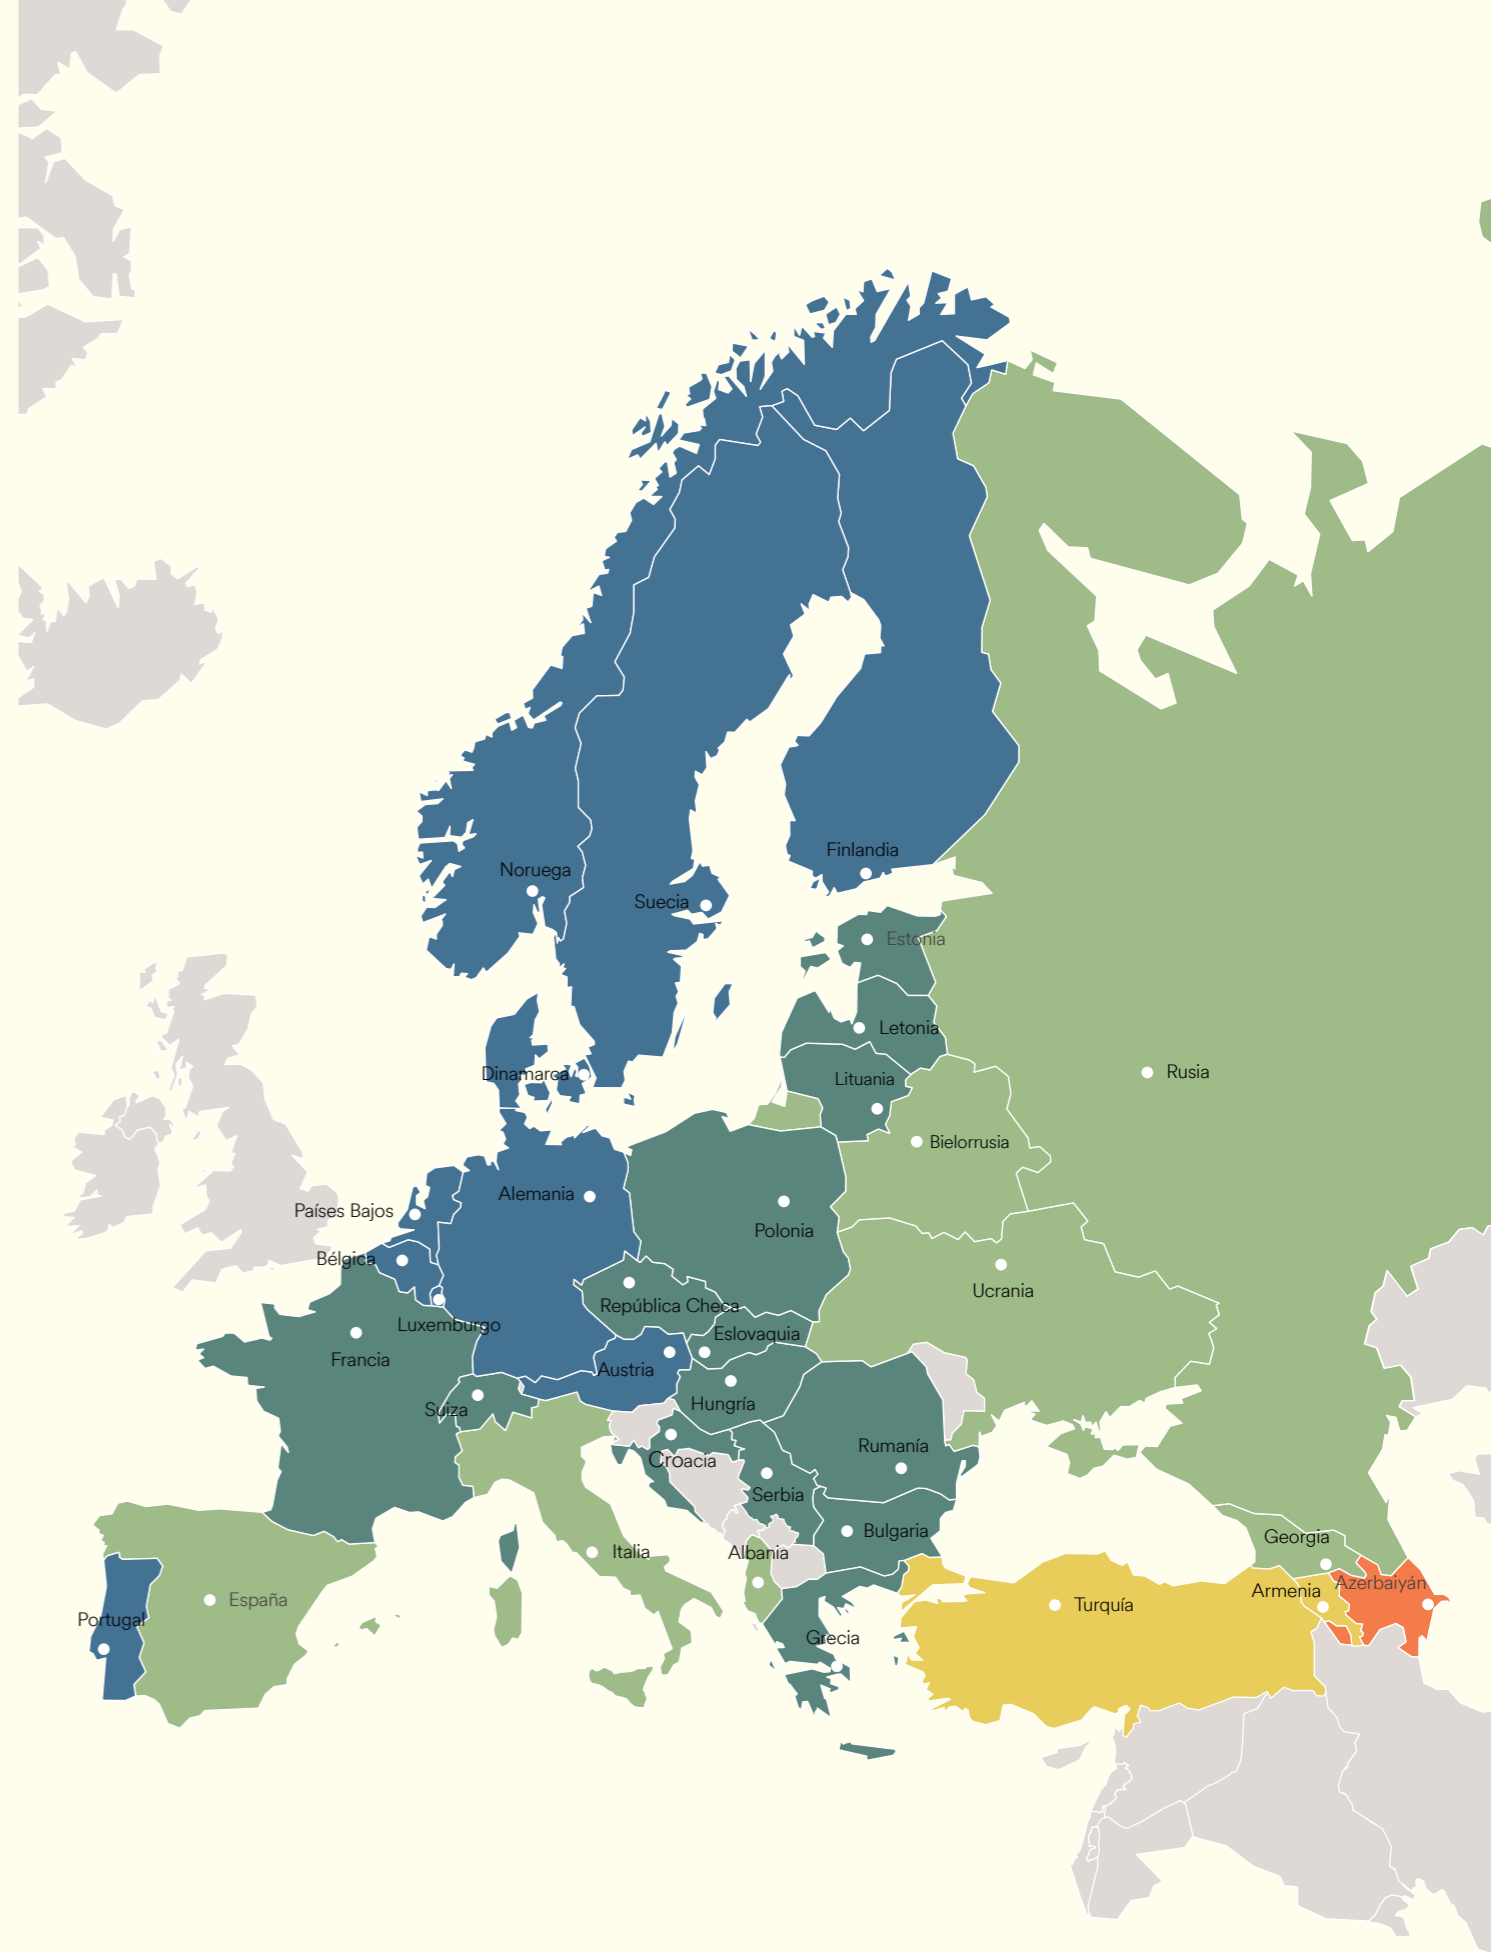 Finlandia
Noruega
Suecia
Estonia
Letonia
Rusia
Dinamarca
Lituania
Bielorrusia
Alemania
Países Bajos
Polonia
Bélgica
Ucrania
República Checa
Luxemburgo
Eslovaquia
Francia
Austria
Hungría
Suiza
Rumanía
Croacia
Serbia
Bulgaria
Georgia
Italia
Albania
Azerbaiyán
Armenia
España
Turquía
Portugal
Grecia